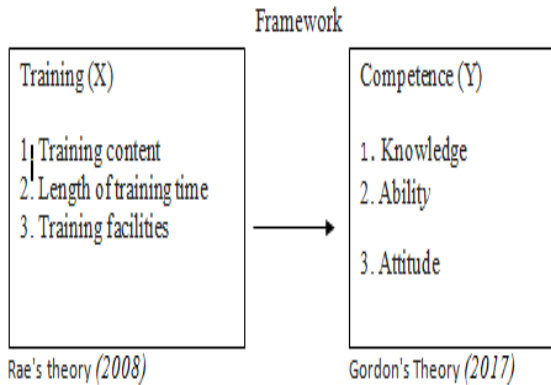 Framework
Training (X)
1. Training content
2. Length of training time
3. Training facilities
Rae's theory (2008)
Competence (Y)
1. Knowledge
2. Ability
3. Attitude
Gordon's Theory (2017)